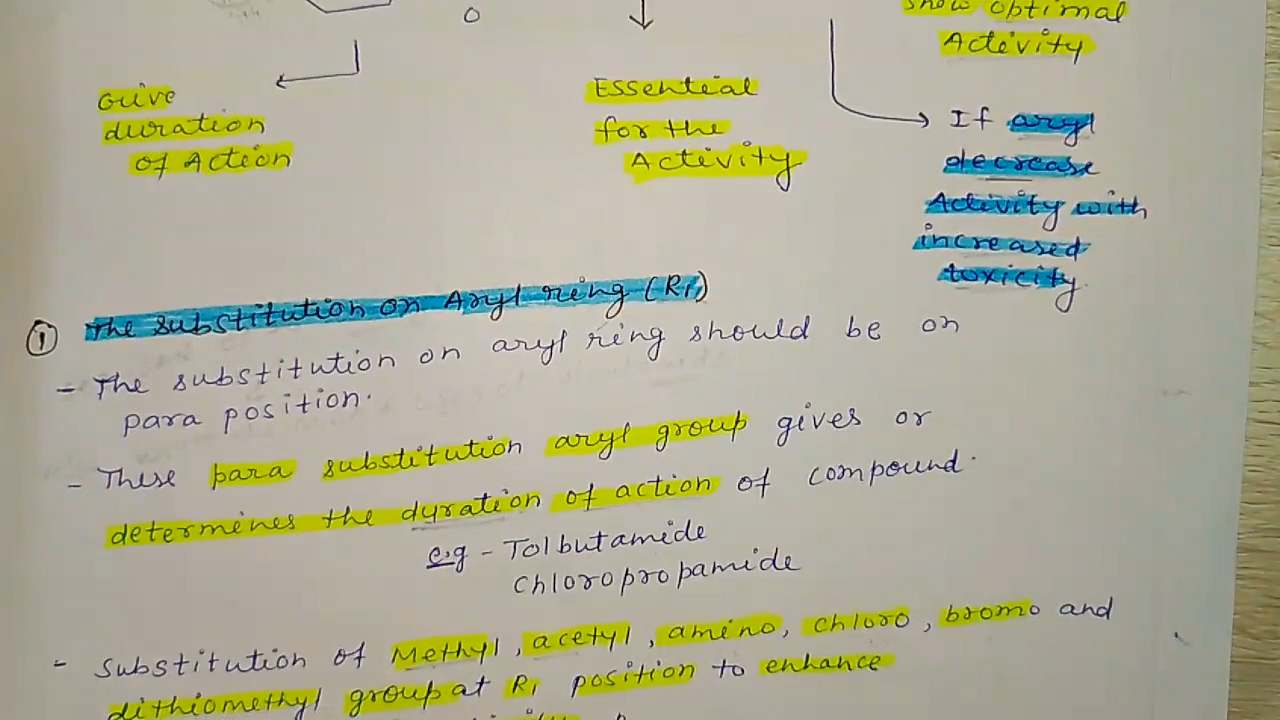 O
show optimal
Activity
Give
duration
of Action
Essential
for the
Activity
If aryl
decrease
Activity with
increased
toxicity.
① The substitution on Aryl ring (R1)
- The substitution on aryl ring should be on
para position.
- These para substitution aryl group gives or
determines the duration of action of compound.
e.g - Tolbutamide
chloropropamide
- Substitution of Methyl, acetyl, amino, chloro, bromo and
dithiomethyl group at R1 position to enhance